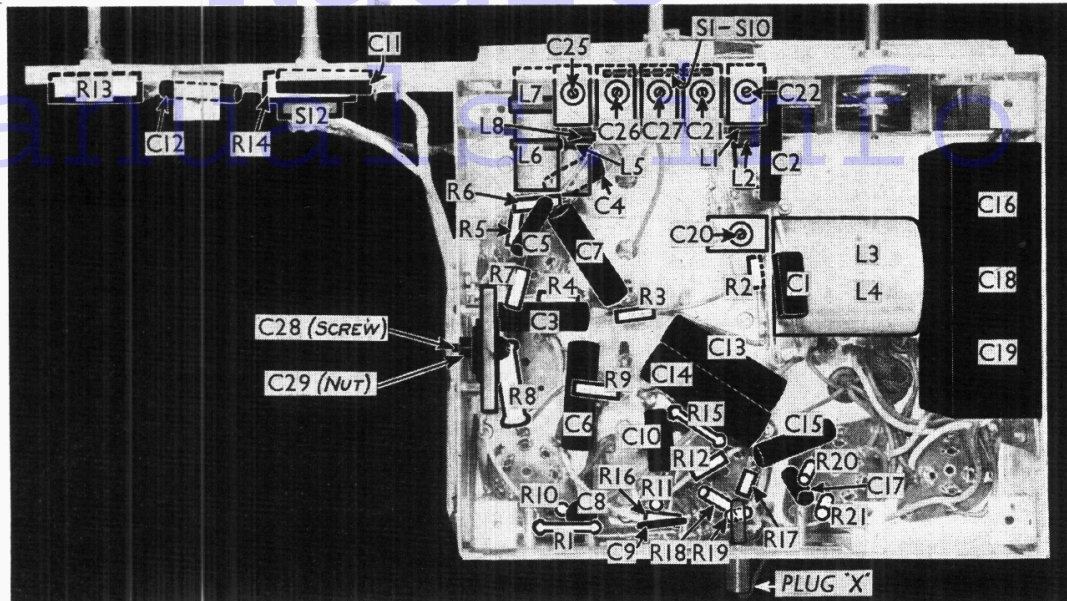 C11
S1-S10
C25
R13
C12
R14
S12
L7
L8
L6
C26
C27
C21
L1
L2
C22
L5
C4
C2
R6
R5
C5
C7
C20
C16
L3
L4
C18
R7
R4
C3
R3
R2
C1
C28 (SCREW)
C29 (NUT)
C19
R8
R9
C6
C13
C14
R15
C10
C15
R12
R20
C17
R10
C8
R16
R11
R21
R1
C9
R18
R19
R17
PLUG 'X'